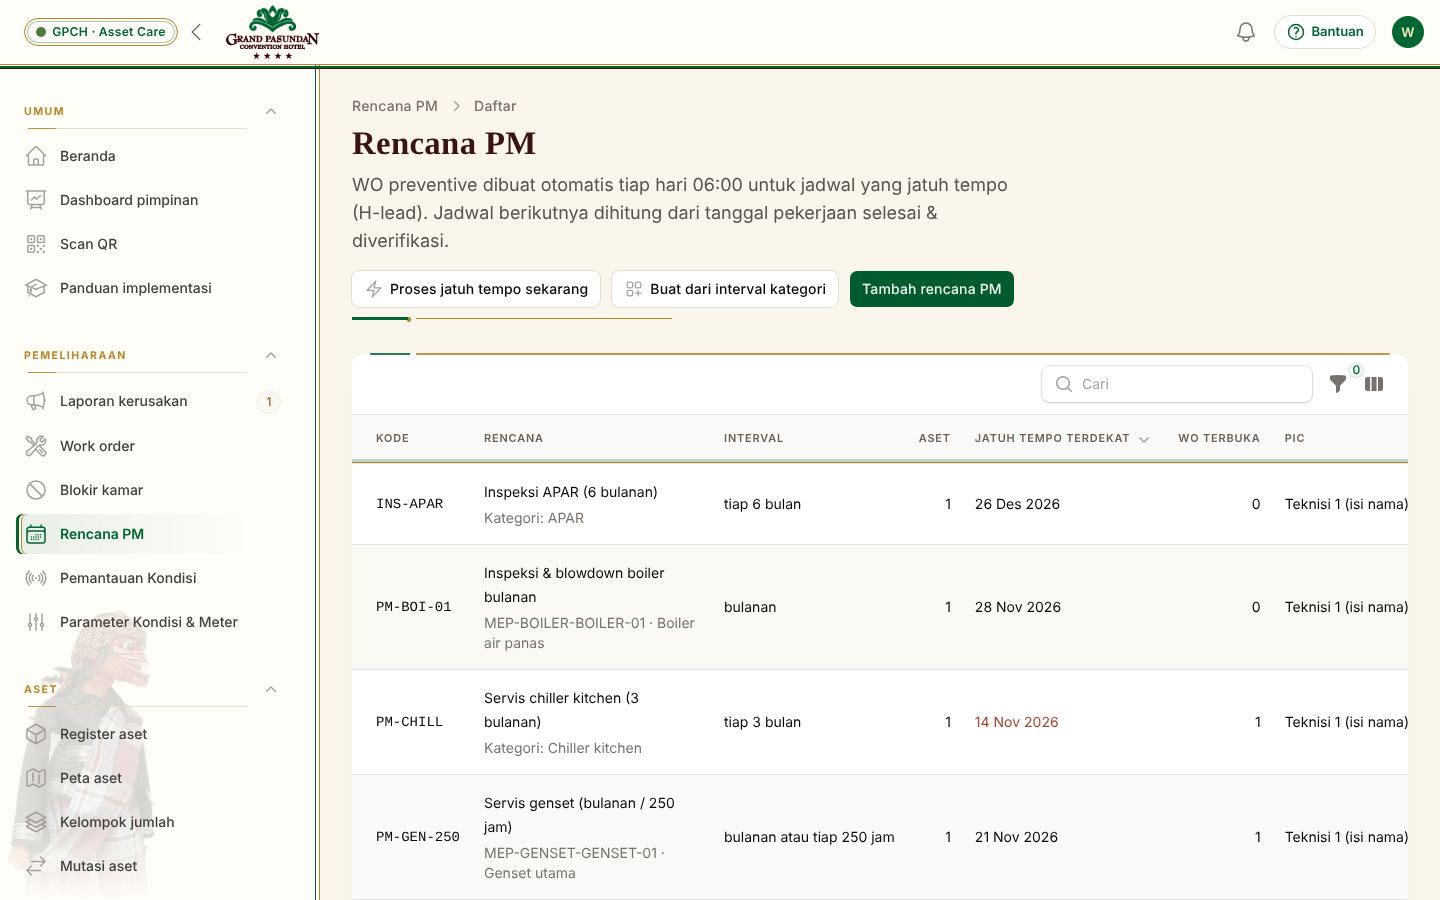 GPCH · Asset Care
GRAND PASUNDAN
CONVENTION HOTEL
Bantuan
W
UMUM
Beranda
Dashboard pimpinan
Scan QR
Panduan implementasi
PEMELIHARAAN
Laporan kerusakan
1
Work order
Blokir kamar
Rencana PM
Pemantauan Kondisi
Parameter Kondisi & Meter
ASET
Register aset
Peta aset
Kelompok jumlah
Mutasi aset
Rencana PM > Daftar
Rencana PM
WO preventive dibuat otomatis tiap hari 06:00 untuk jadwal yang jatuh tempo
(H-lead). Jadwal berikutnya dihitung dari tanggal pekerjaan selesai &
diverifikasi.
Proses jatuh tempo sekarang
Buat dari interval kategori
Tambah rencana PM
Cari
0
KODE RENCANA INTERVAL ASET JATUH TEMPO TERDEKAT WO TERBUKA PIC
INS-APAR
Inspeksi APAR (6 bulanan)
Kategori: APAR
tiap 6 bulan
1
26 Des 2026
0
Teknisi 1 (isi nama)
PM-BOI-01
Inspeksi & blowdown boiler
bulanan
MEP-BOILER-BOILER-01 · Boiler
air panas
bulanan
1
28 Nov 2026
0
Teknisi 1 (isi nama)
PM-CHILL
Servis chiller kitchen (3
bulanan)
Kategori: Chiller kitchen
tiap 3 bulan
1
14 Nov 2026
1
Teknisi 1 (isi nama)
PM-GEN-250
Servis genset (bulanan / 250
jam)
MEP-GENSET-GENSET-01 ·
Genset utama
bulanan atau tiap 250 jam
1
21 Nov 2026
1
Teknisi 1 (isi nama)